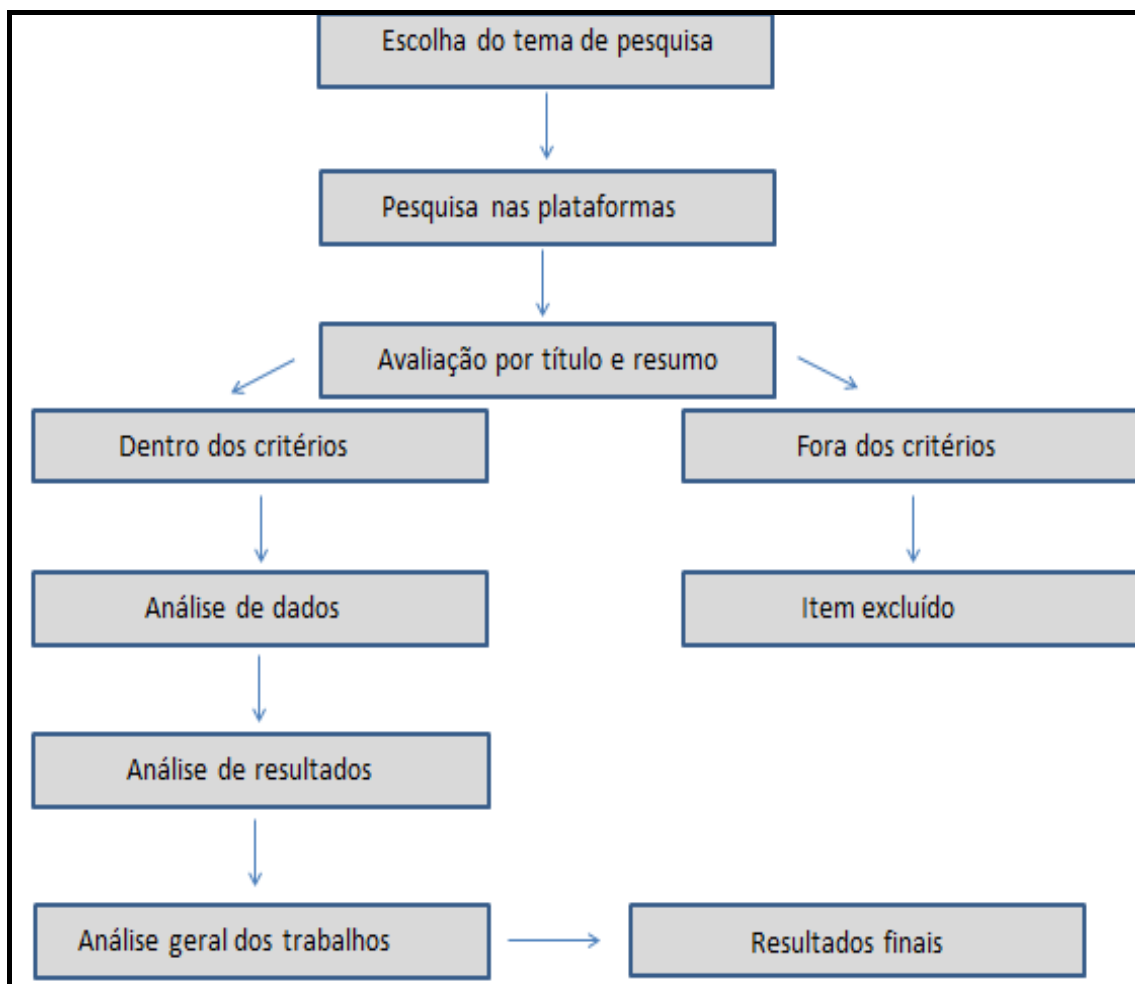 Escolha do tema de pesquisa
Pesquisa nas plataformas
Avaliação por título e resumo
Dentro dos critérios
Fora dos critérios
Análise de dados
Item excluído
Análise de resultados
Análise geral dos trabalhos
Resultados finais